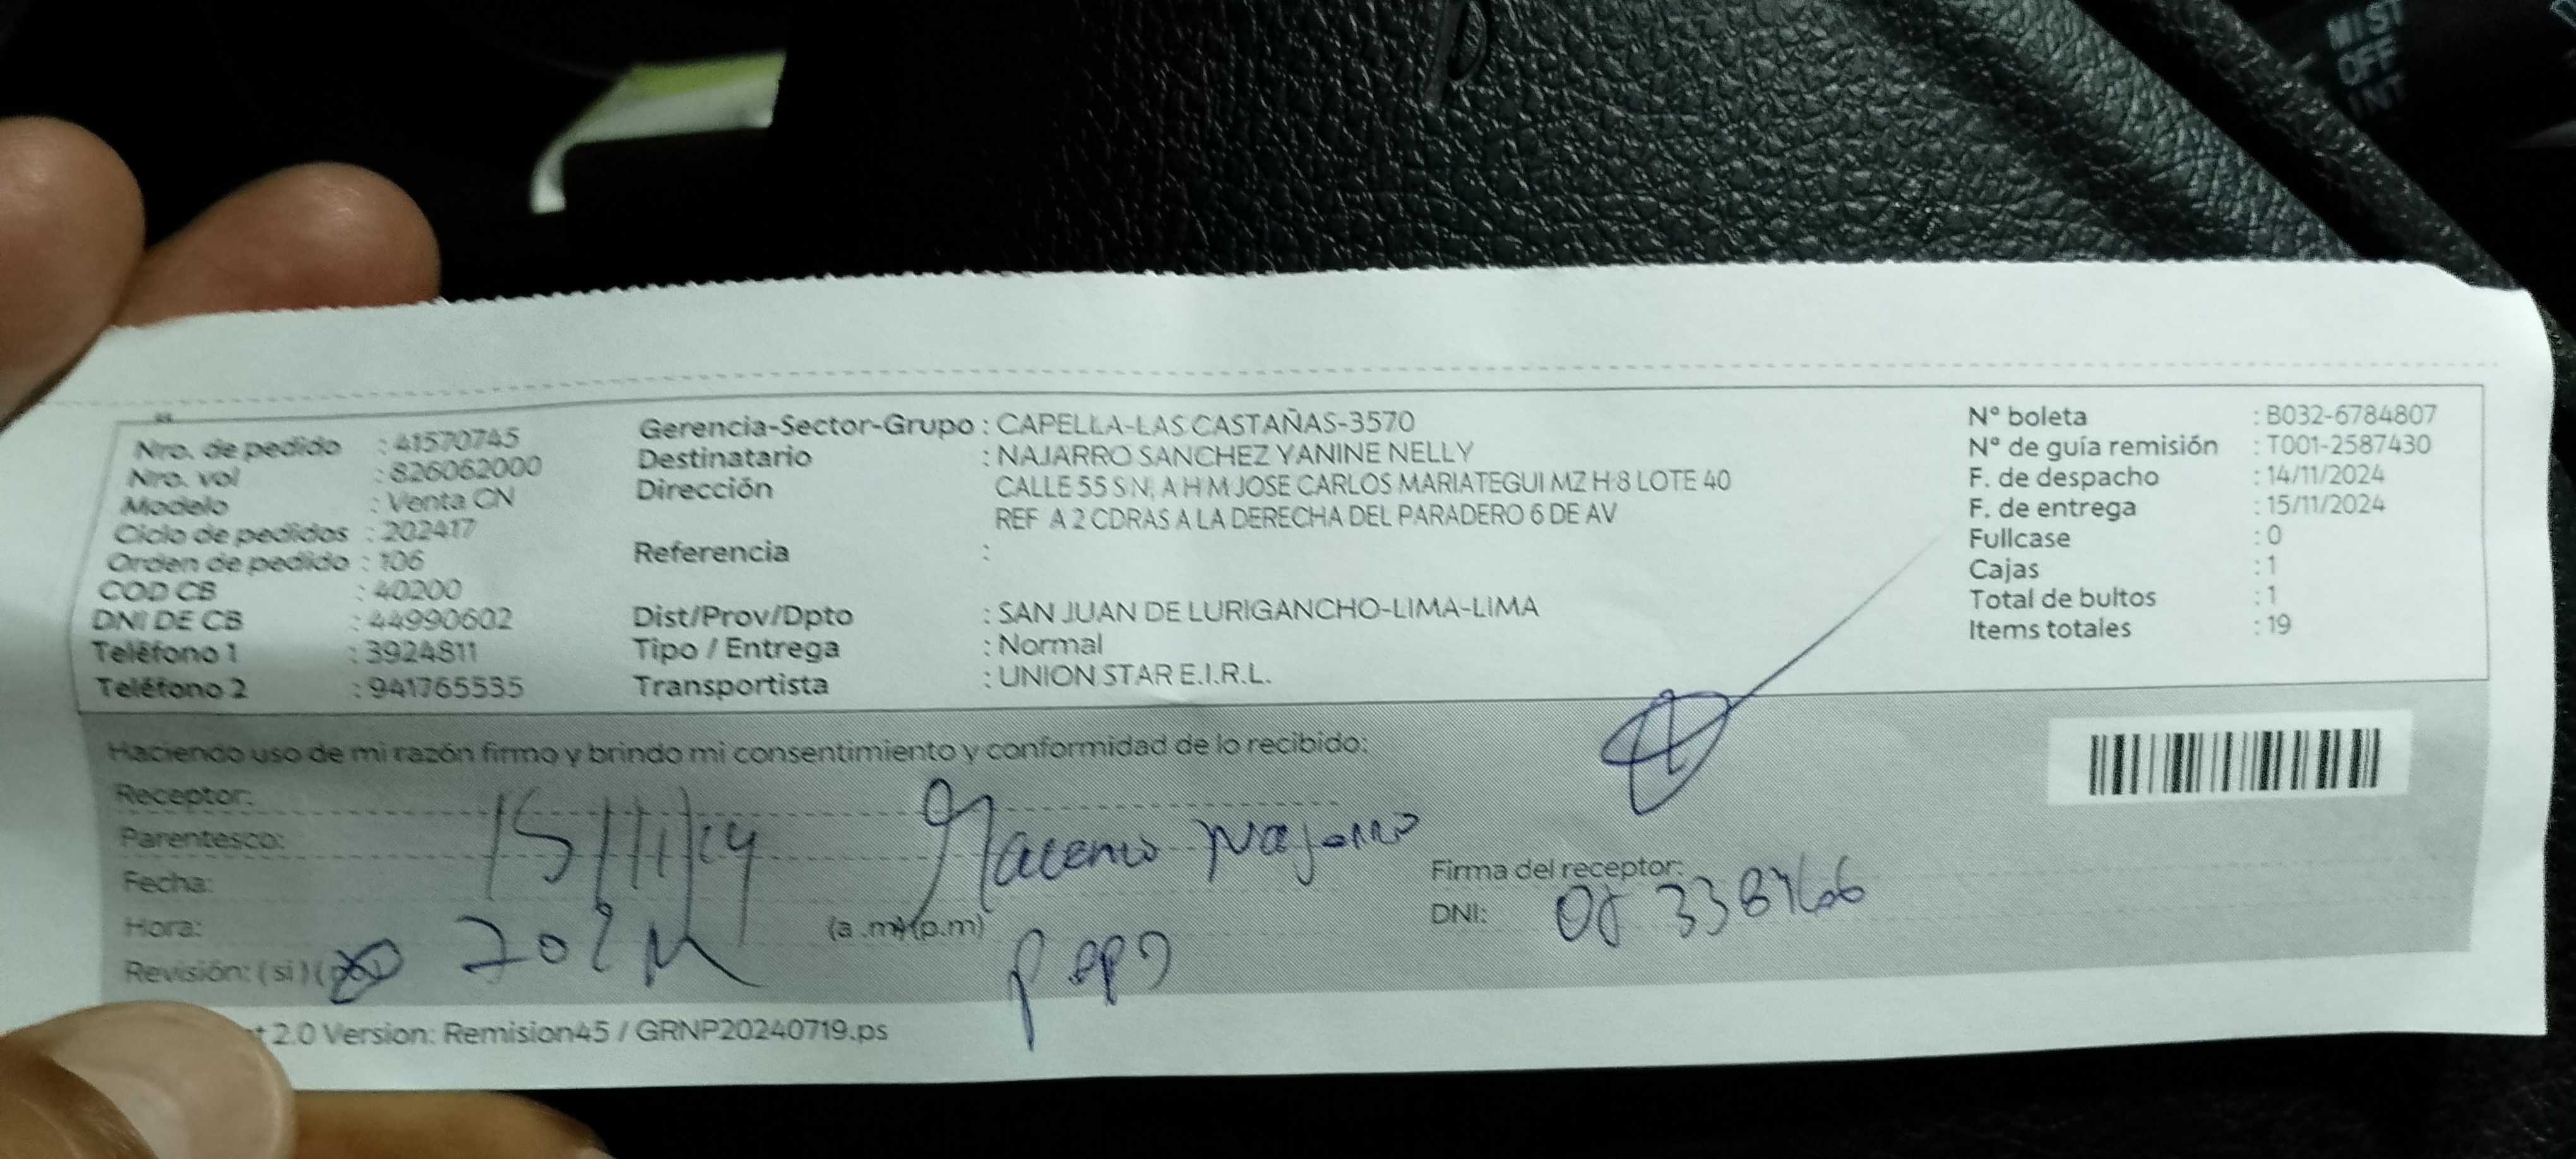 MIST
OFF
INT
Nro. de pedido : 41570745
Nro. vol : 826062000
Modelo : Venta CN
Ciclo de pedidos : 202417
Orden de pedido : 106
COD CB : 40200
DNI DE CB : 44990602
Teléfono 1 : 3924811
Teléfono 2 : 941765535
Gerencia-Sector-Grupo : CAPELLA-LAS CASTAÑAS-3570
Destinatario : NAJARRO SANCHEZ YANINE NELLY
Dirección CALLE 55 S N, A H M JOSE CARLOS MARIATEGUI MZ H-8 LOTE 40
REF A 2 CDRAS A LA DERECHA DEL PARADERO 6 DE AV
Referencia :
Dist/Prov/Dpto : SAN JUAN DE LURIGANCHO-LIMA-LIMA
Tipo / Entrega : Normal
Transportista : UNION STAR E.I.R.L.
N° boleta : B032-6784807
N° de guía remisión : T001-2587430
F. de despacho : 14/11/2024
F. de entrega : 15/11/2024
Fullcase : 0
Cajas : 1
Total de bultos : 1
Items totales : 19
Haciendo uso de mi razón firmo y brindo mi consentimiento y conformidad de lo recibido:
Receptor:
Parentesco:
Fecha: 15/11/24
Hora: (a.m) (p.m)
Revisión: (si) (no)
Najarro
papa
Firma del receptor:
DNI:
2.0 Version: Remision45 / GRNP20240719.ps